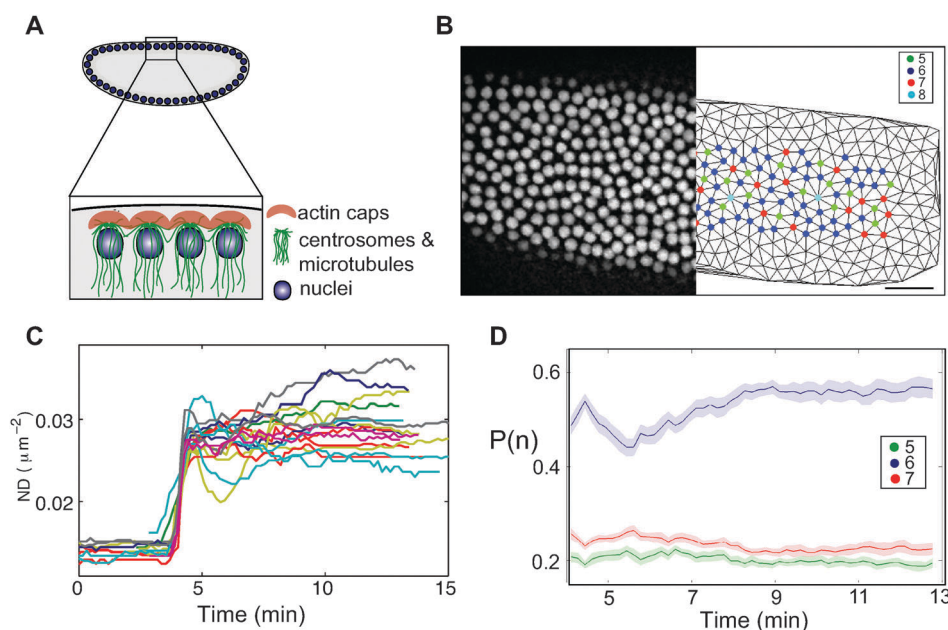 A
actin caps
centrosomes &
microtubules
nuclei
B
5
6
7
8
C
ND ( μm⁻²)
0.03
0.02
0
5
10
15
Time (min)
D
P(n)
0.6
0.4
0.2
5
6
7
5
7
9
11
13
Time (min)